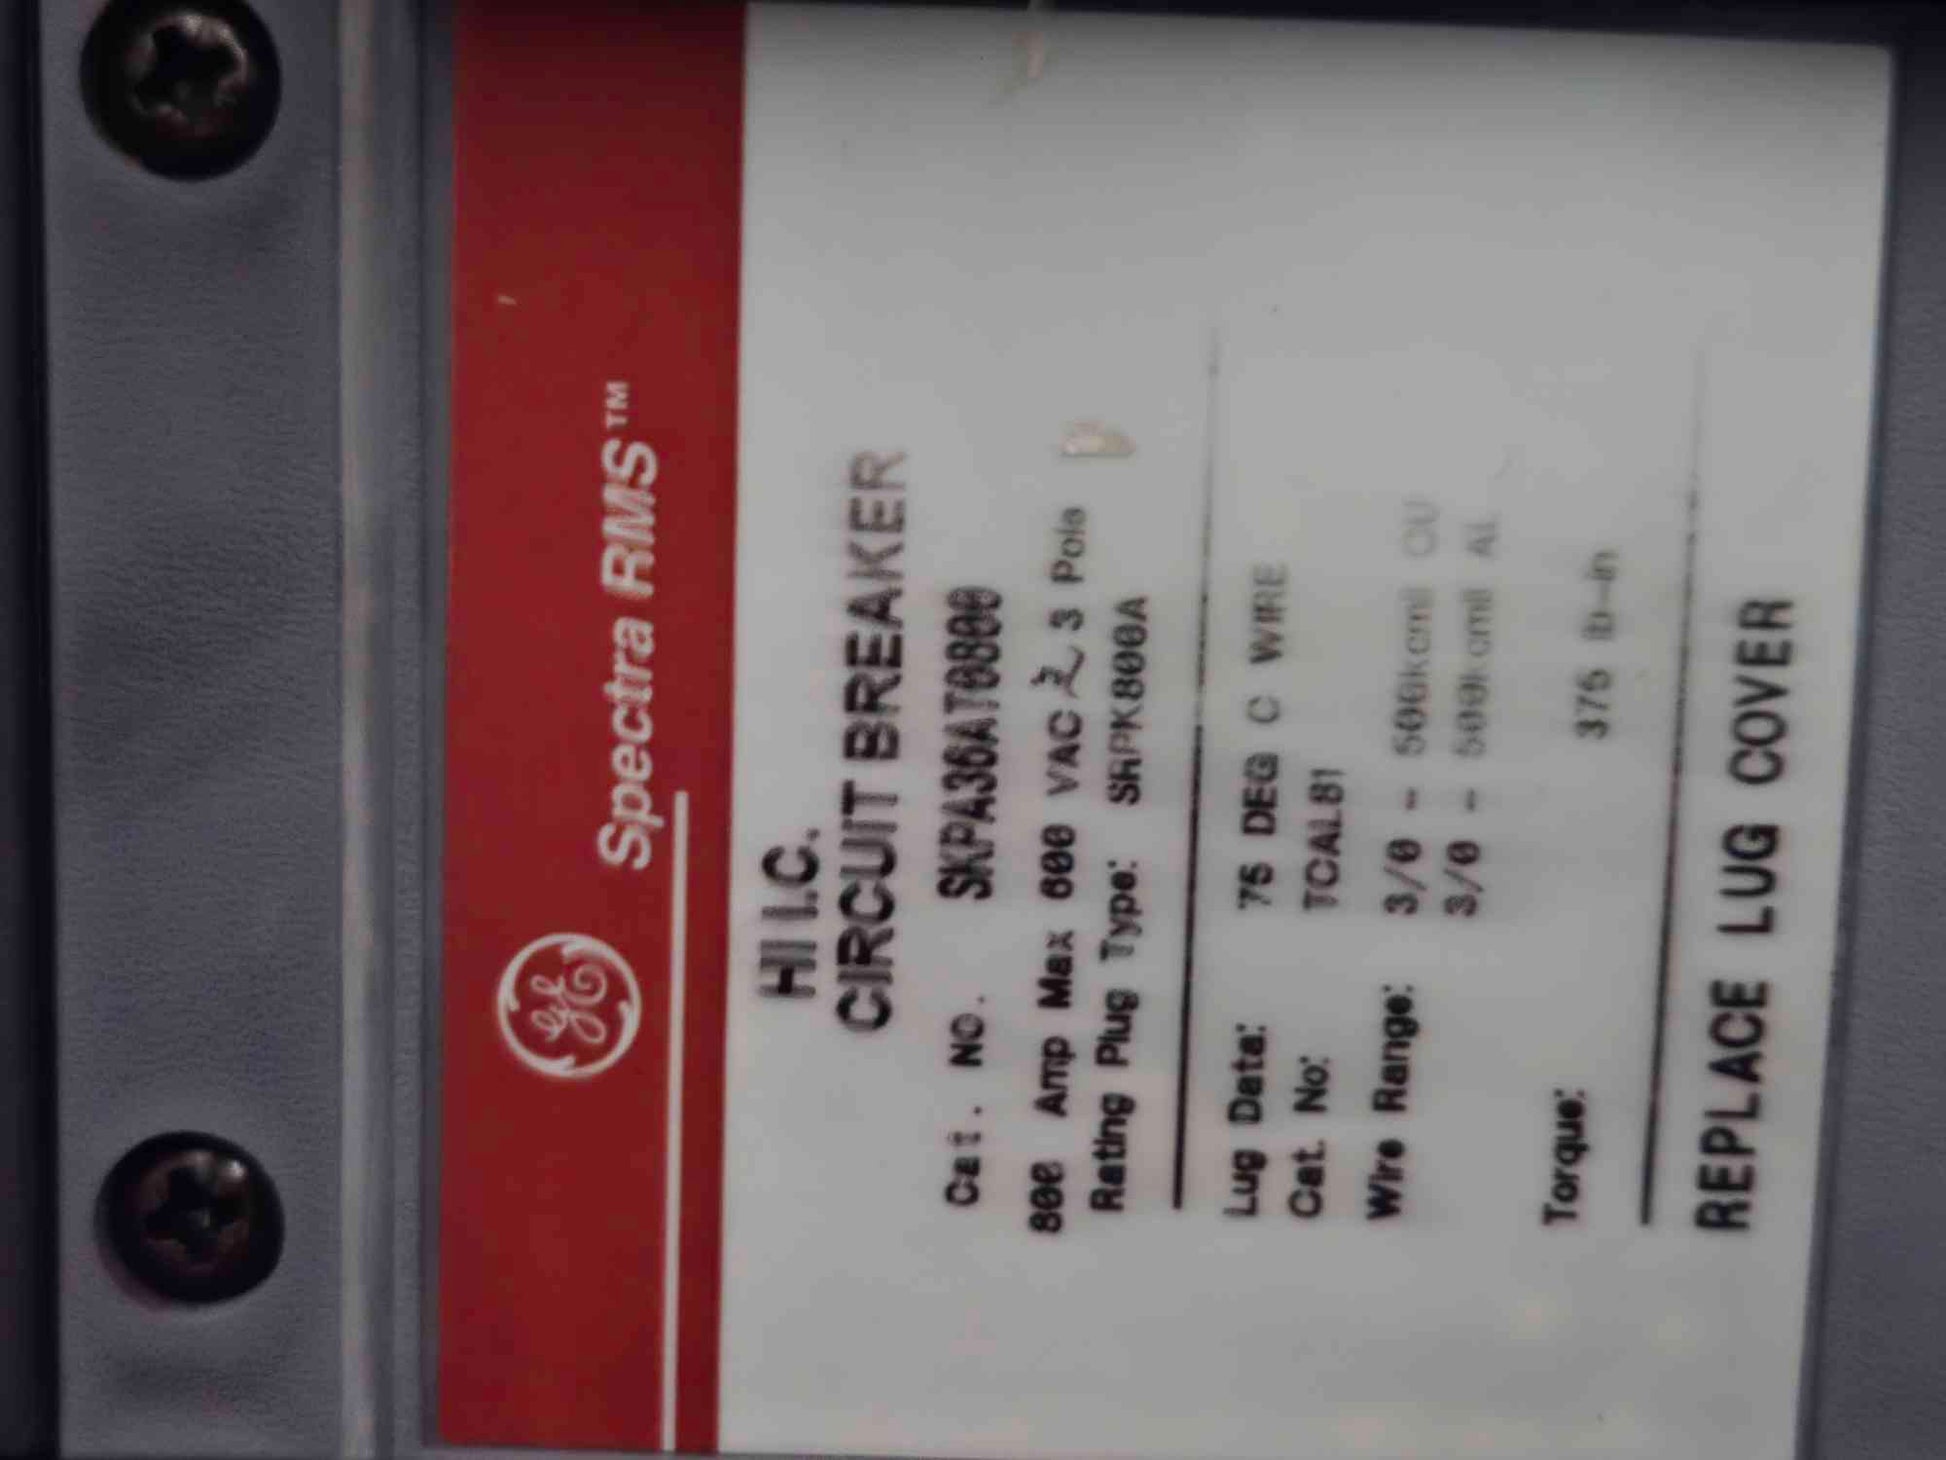 GE
Spectra RMS™
HI I.C.
CIRCUIT BREAKER
Cat. NO. SKPA36AT0800
800 Amp Max 600 VAC 3 Pole
Rating Plug Type: SRPK800A
Lug Data: 75 DEG C WIRE
Cat. No: TCAL81
Wire Range: 3/0 - 500kcmil CU
3/0 - 500kcmil AL
Torque: 375 lb-in
REPLACE LUG COVER